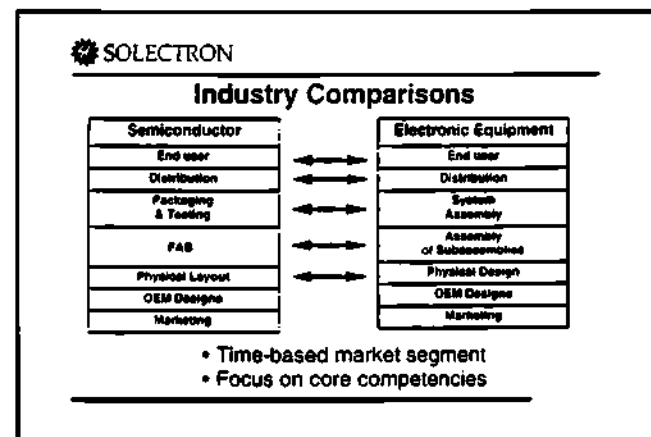 SOLECTRON
Industry Comparisons
Semiconductor Electronic Equipment
End user End user
Distribution Distribution
Packaging System
& Testing Assembly
FAB Assembly
of Subassemblies
Physical Layout Physical Design
OEM Designs OEM Designs
Marketing Marketing
• Time-based market segment
• Focus on core competencies